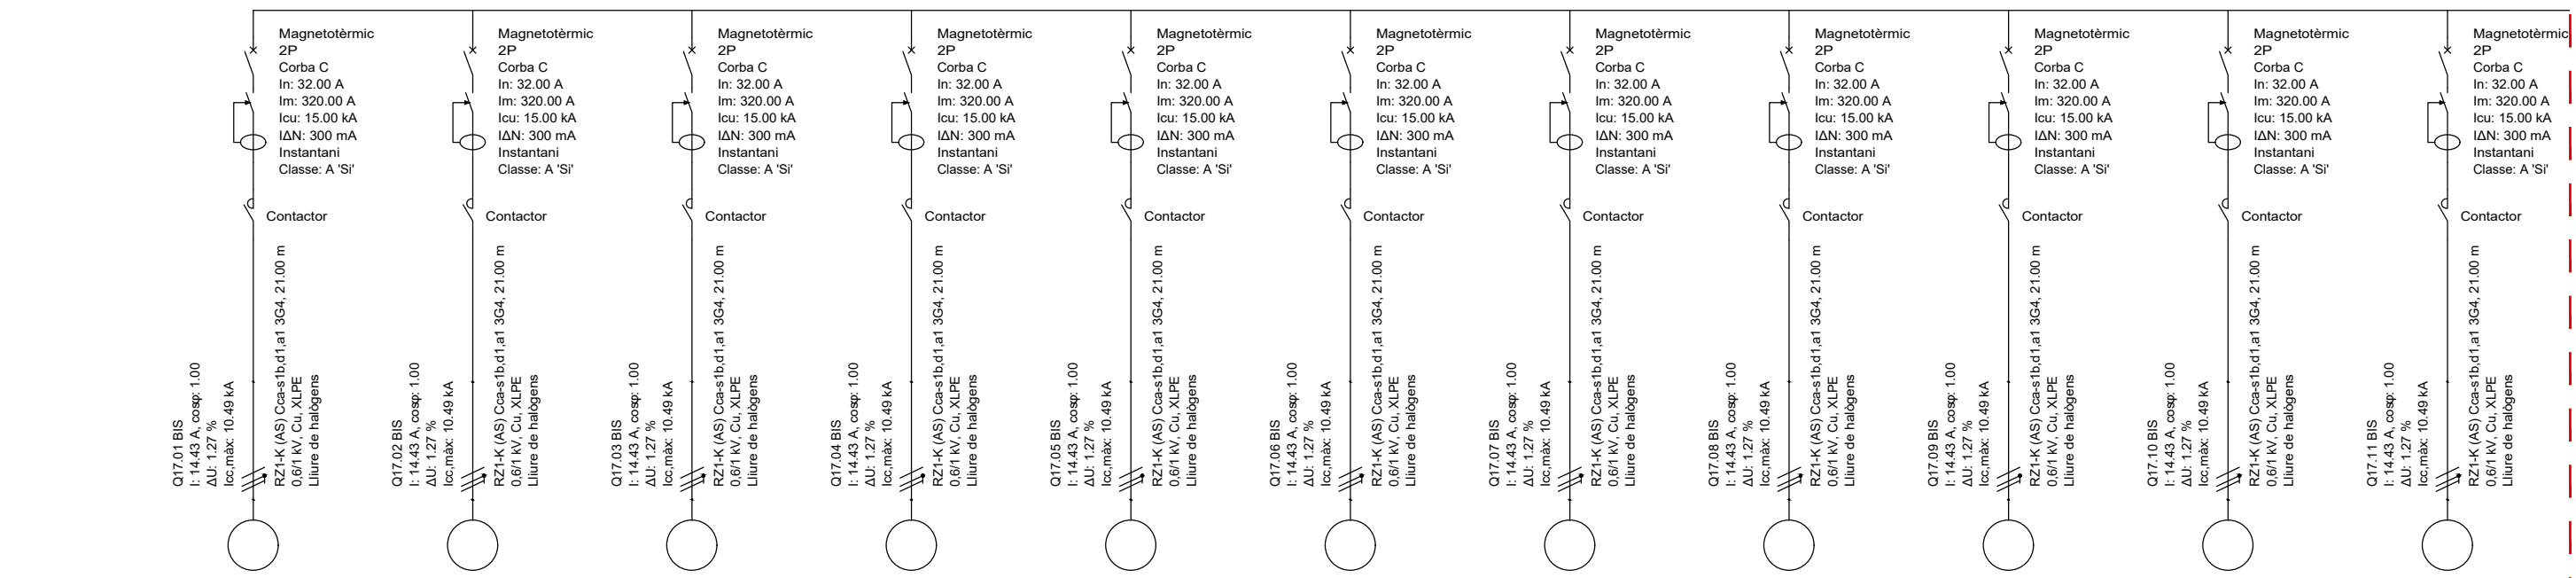 Magnetotèrmic
2P
Corba C
In: 32.00 A
Im: 320.00 A
Icu: 15.00 kA
IΔN: 300 mA
Instantani
Classe: A 'Si'
Contactor
Q17.01 BIS
I: 14.43 A, cosφ: 1.00
ΔU: 1.27 %
Icc,màx: 10.49 kA
RZ1-K (AS) Cca-s1b,d1,a1 3G4, 21.00 m
0,6/1 kV, Cu, XLPE
Lliure de halògens
Magnetotèrmic
2P
Corba C
In: 32.00 A
Im: 320.00 A
Icu: 15.00 kA
IΔN: 300 mA
Instantani
Classe: A 'Si'
Contactor
Q17.02 BIS
I: 14.43 A, cosφ: 1.00
ΔU: 1.27 %
Icc,màx: 10.49 kA
RZ1-K (AS) Cca-s1b,d1,a1 3G4, 21.00 m
0,6/1 kV, Cu, XLPE
Lliure de halògens
Magnetotèrmic
2P
Corba C
In: 32.00 A
Im: 320.00 A
Icu: 15.00 kA
IΔN: 300 mA
Instantani
Classe: A 'Si'
Contactor
Q17.03 BIS
I: 14.43 A, cosφ: 1.00
ΔU: 1.27 %
Icc,màx: 10.49 kA
RZ1-K (AS) Cca-s1b,d1,a1 3G4, 21.00 m
0,6/1 kV, Cu, XLPE
Lliure de halògens
Magnetotèrmic
2P
Corba C
In: 32.00 A
Im: 320.00 A
Icu: 15.00 kA
IΔN: 300 mA
Instantani
Classe: A 'Si'
Contactor
Q17.04 BIS
I: 14.43 A, cosφ: 1.00
ΔU: 1.27 %
Icc,màx: 10.49 kA
RZ1-K (AS) Cca-s1b,d1,a1 3G4, 21.00 m
0,6/1 kV, Cu, XLPE
Lliure de halògens
Magnetotèrmic
2P
Corba C
In: 32.00 A
Im: 320.00 A
Icu: 15.00 kA
IΔN: 300 mA
Instantani
Classe: A 'Si'
Contactor
Q17.05 BIS
I: 14.43 A, cosφ: 1.00
ΔU: 1.27 %
Icc,màx: 10.49 kA
RZ1-K (AS) Cca-s1b,d1,a1 3G4, 21.00 m
0,6/1 kV, Cu, XLPE
Lliure de halògens
Magnetotèrmic
2P
Corba C
In: 32.00 A
Im: 320.00 A
Icu: 15.00 kA
IΔN: 300 mA
Instantani
Classe: A 'Si'
Contactor
Q17.06 BIS
I: 14.43 A, cosφ: 1.00
ΔU: 1.27 %
Icc,màx: 10.49 kA
RZ1-K (AS) Cca-s1b,d1,a1 3G4, 21.00 m
0,6/1 kV, Cu, XLPE
Lliure de halògens
Magnetotèrmic
2P
Corba C
In: 32.00 A
Im: 320.00 A
Icu: 15.00 kA
IΔN: 300 mA
Instantani
Classe: A 'Si'
Contactor
Q17.07 BIS
I: 14.43 A, cosφ: 1.00
ΔU: 1.27 %
Icc,màx: 10.49 kA
RZ1-K (AS) Cca-s1b,d1,a1 3G4, 21.00 m
0,6/1 kV, Cu, XLPE
Lliure de halògens
Magnetotèrmic
2P
Corba C
In: 32.00 A
Im: 320.00 A
Icu: 15.00 kA
IΔN: 300 mA
Instantani
Classe: A 'Si'
Contactor
Q17.08 BIS
I: 14.43 A, cosφ: 1.00
ΔU: 1.27 %
Icc,màx: 10.49 kA
RZ1-K (AS) Cca-s1b,d1,a1 3G4, 21.00 m
0,6/1 kV, Cu, XLPE
Lliure de halògens
Magnetotèrmic
2P
Corba C
In: 32.00 A
Im: 320.00 A
Icu: 15.00 kA
IΔN: 300 mA
Instantani
Classe: A 'Si'
Contactor
Q17.09 BIS
I: 14.43 A, cosφ: 1.00
ΔU: 1.27 %
Icc,màx: 10.49 kA
RZ1-K (AS) Cca-s1b,d1,a1 3G4, 21.00 m
0,6/1 kV, Cu, XLPE
Lliure de halògens
Magnetotèrmic
2P
Corba C
In: 32.00 A
Im: 320.00 A
Icu: 15.00 kA
IΔN: 300 mA
Instantani
Classe: A 'Si'
Contactor
Q17.10 BIS
I: 14.43 A, cosφ: 1.00
ΔU: 1.27 %
Icc,màx: 10.49 kA
RZ1-K (AS) Cca-s1b,d1,a1 3G4, 21.00 m
0,6/1 kV, Cu, XLPE
Lliure de halògens
Magnetotèrmic
2P
Corba C
In: 32.00 A
Im: 320.00 A
Icu: 15.00 kA
IΔN: 300 mA
Instantani
Classe: A 'Si'
Contactor
Q17.11 BIS
I: 14.43 A, cosφ: 1.00
ΔU: 1.27 %
Icc,màx: 10.49 kA
RZ1-K (AS) Cca-s1b,d1,a1 3G4, 21.00 m
0,6/1 kV, Cu, XLPE
Lliure de halògens